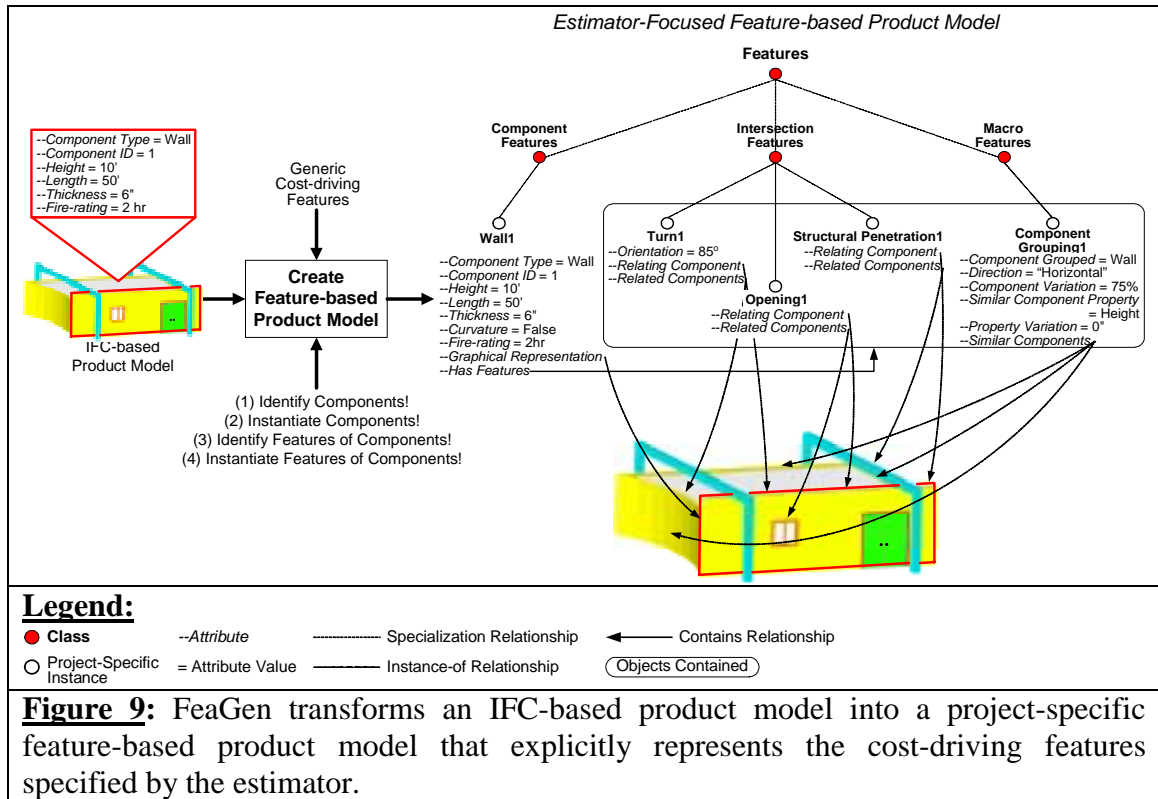 Estimator-Focused Feature-based Product Model
Features
Component
Features
Intersection
Features
Macro
Features
--Component Type = Wall
--Component ID = 1
--Height = 10'
--Length = 50'
--Thickness = 6"
--Fire-rating = 2 hr
IFC-based
Product Model
Generic
Cost-driving
Features
Create
Feature-based
Product Model
(1) Identify Components!
(2) Instantiate Components!
(3) Identify Features of Components!
(4) Instantiate Features of Components!
Wall1
--Component Type = Wall
--Component ID = 1
--Height = 10'
--Length = 50'
--Thickness = 6"
--Curvature = False
--Fire-rating = 2hr
--Graphical Representation
--Has Features
Turn1
--Orientation = 85º
--Relating Component
--Related Components
Opening1
--Relating Component
--Related Components
Structural Penetration1
--Relating Component
--Related Components
Component
Grouping1
--Component Grouped = Wall
--Direction = "Horizontal"
--Component Variation = 75%
--Similar Component Property
= Height
--Property Variation = 0"
--Similar Components
Legend:
Class --Attribute Specialization Relationship Contains Relationship
Project-Specific
Instance = Attribute Value Instance-of Relationship Objects Contained
Figure 9: FeaGen transforms an IFC-based product model into a project-specific
feature-based product model that explicitly represents the cost-driving features
specified by the estimator.